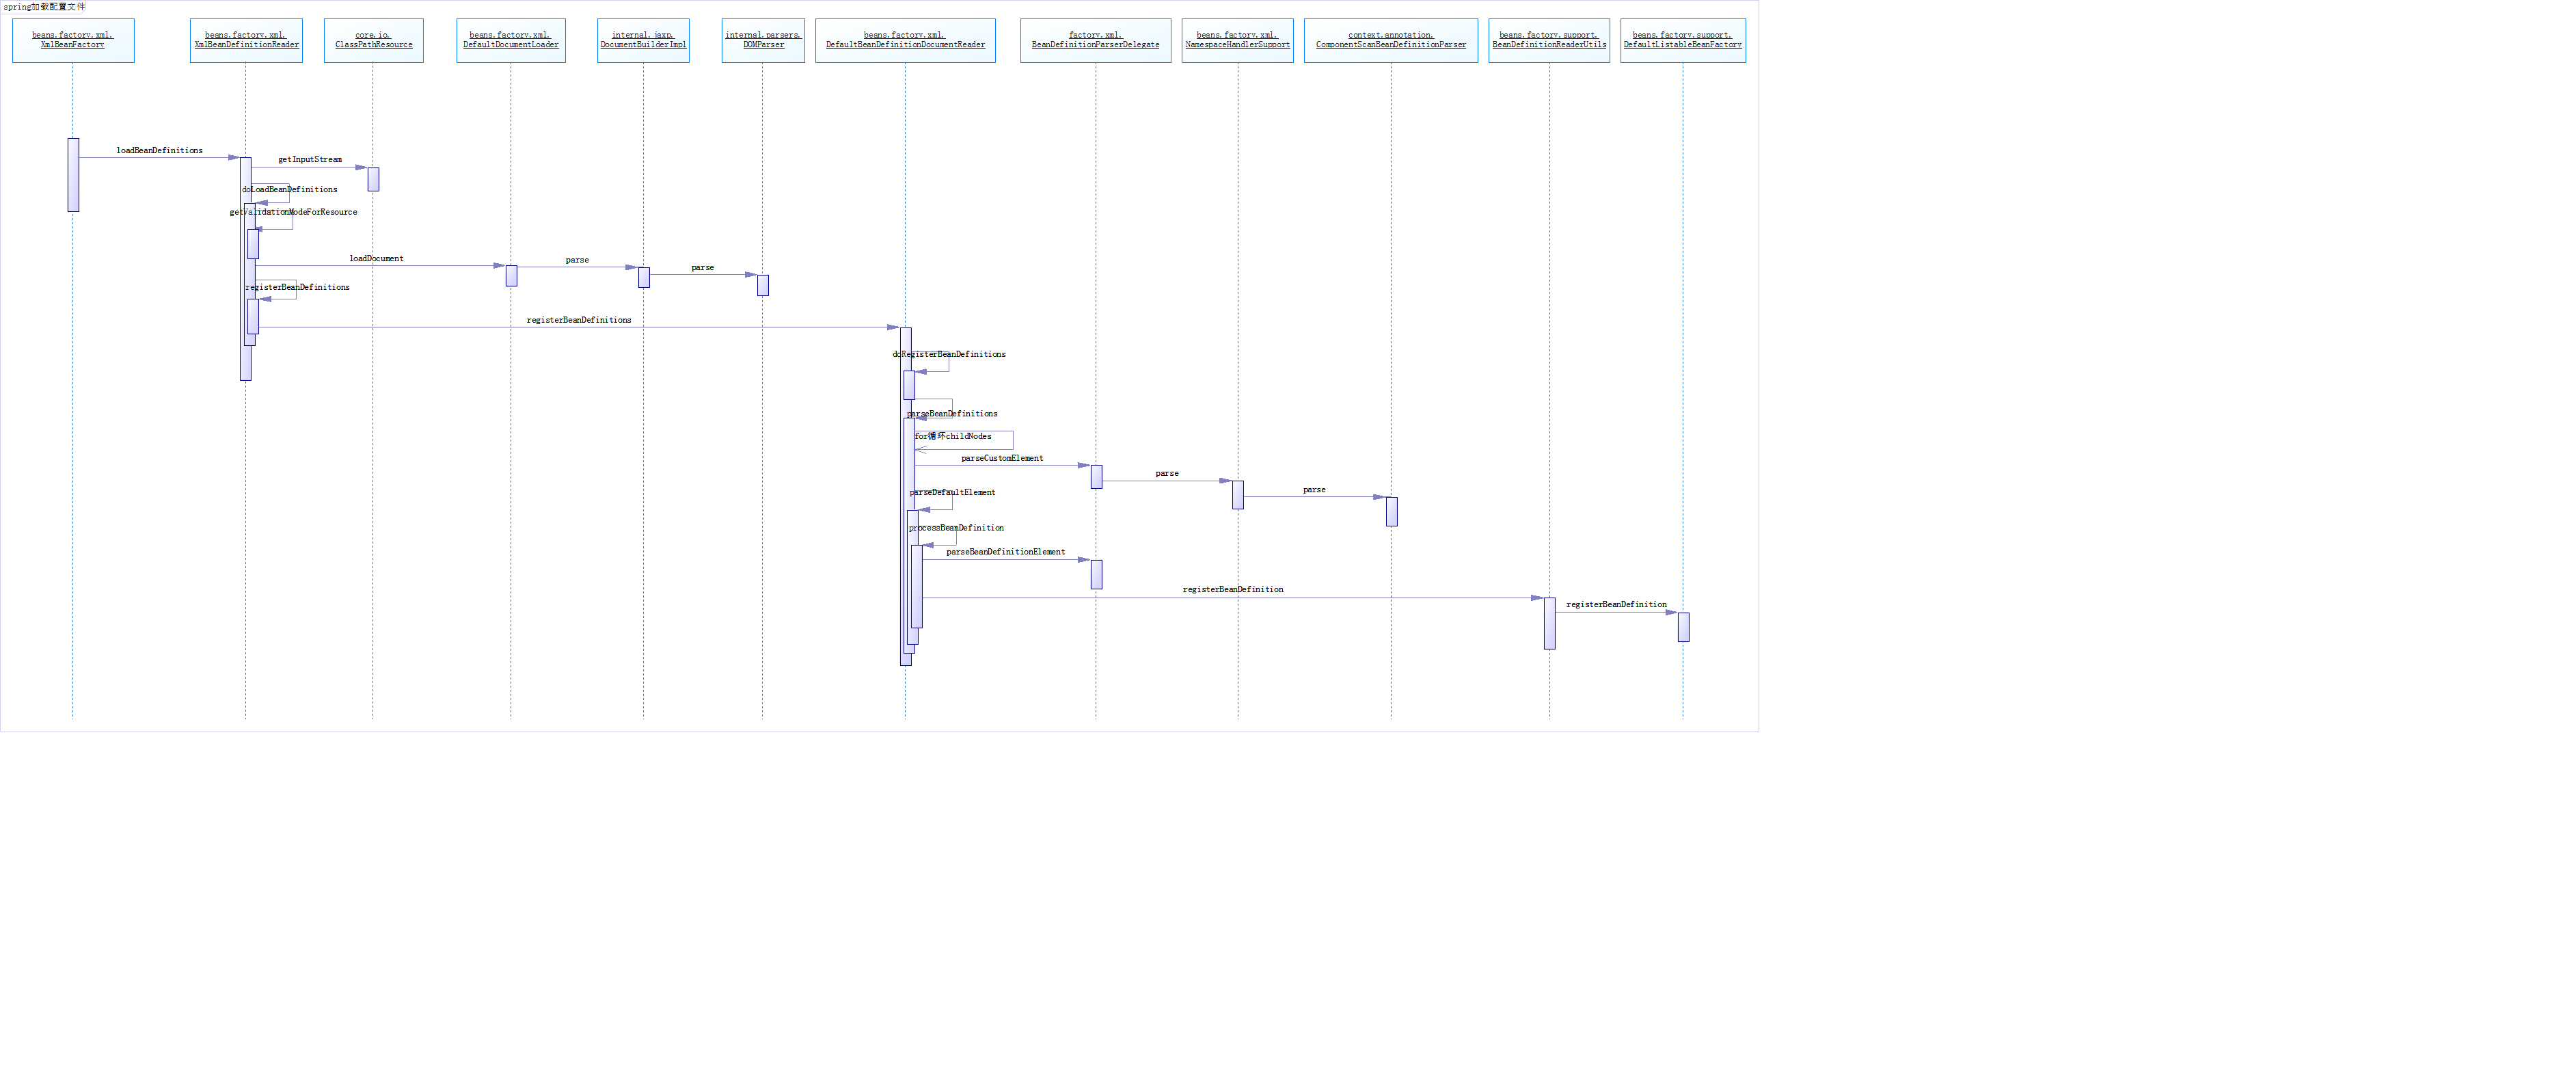 spring加载配置文件
beans.factory.xml.
XmlBeanFactory
beans.factory.xml.
XmlBeanDefinitionReader
core.io.
ClassPathResource
beans.factory.xml.
DefaultDocumentLoader
internal.jaxp.
DocumentBuilderImpl
internal.parsers.
DOMParser
beans.factory.xml.
DefaultBeanDefinitionDocumentReader
factory.xml.
BeanDefinitionParserDelegate
beans.factory.xml.
NamespaceHandlerSupport
context.annotation.
ComponentScanBeanDefinitionParser
beans.factory.support.
BeanDefinitionReaderUtils
beans.factory.support.
DefaultListableBeanFactory
loadBeanDefinitions
getInputStream
doLoadBeanDefinitions
getValidationModeForResource
loadDocument
parse
parse
registerBeanDefinitions
registerBeanDefinitions
doRegisterBeanDefinitions
parseBeanDefinitions
for循环childNodes
parseCustomElement
parse
parse
parseDefaultElement
processBeanDefinition
parseBeanDefinitionElement
registerBeanDefinition
registerBeanDefinition